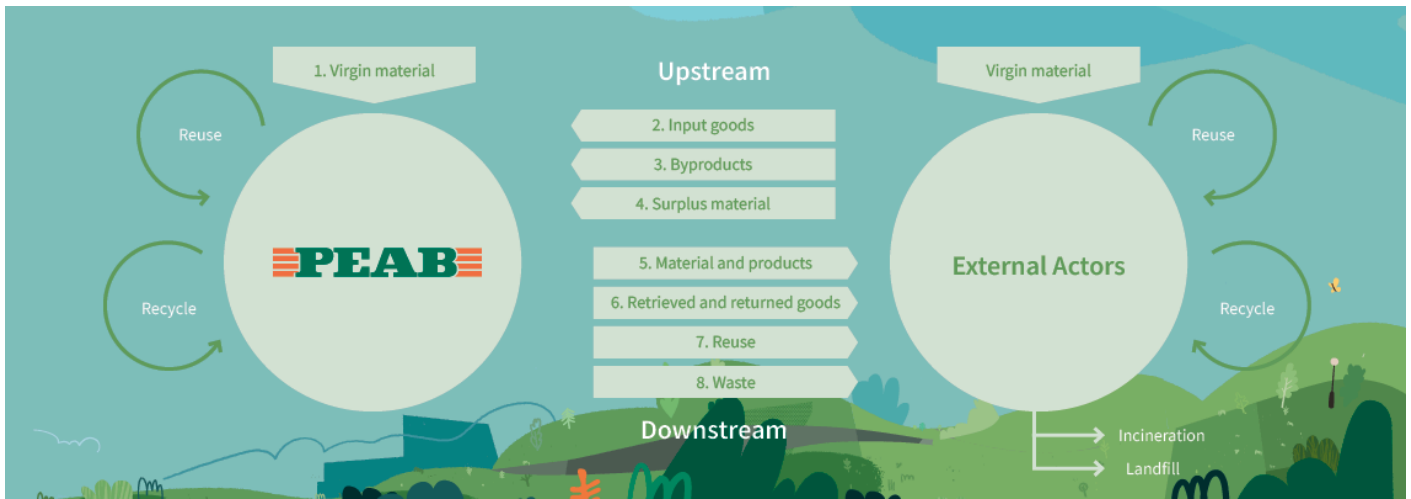 1. Virgin material
Upstream
Virgin material
2. Input goods
Reuse
Reuse
3. Byproducts
4. Surplus material
PEAB
5. Material and products
External Actors
6. Retrieved and returned goods
Recycle
Recycle
7. Reuse
8. Waste
Downstream
Incineration
Landfill